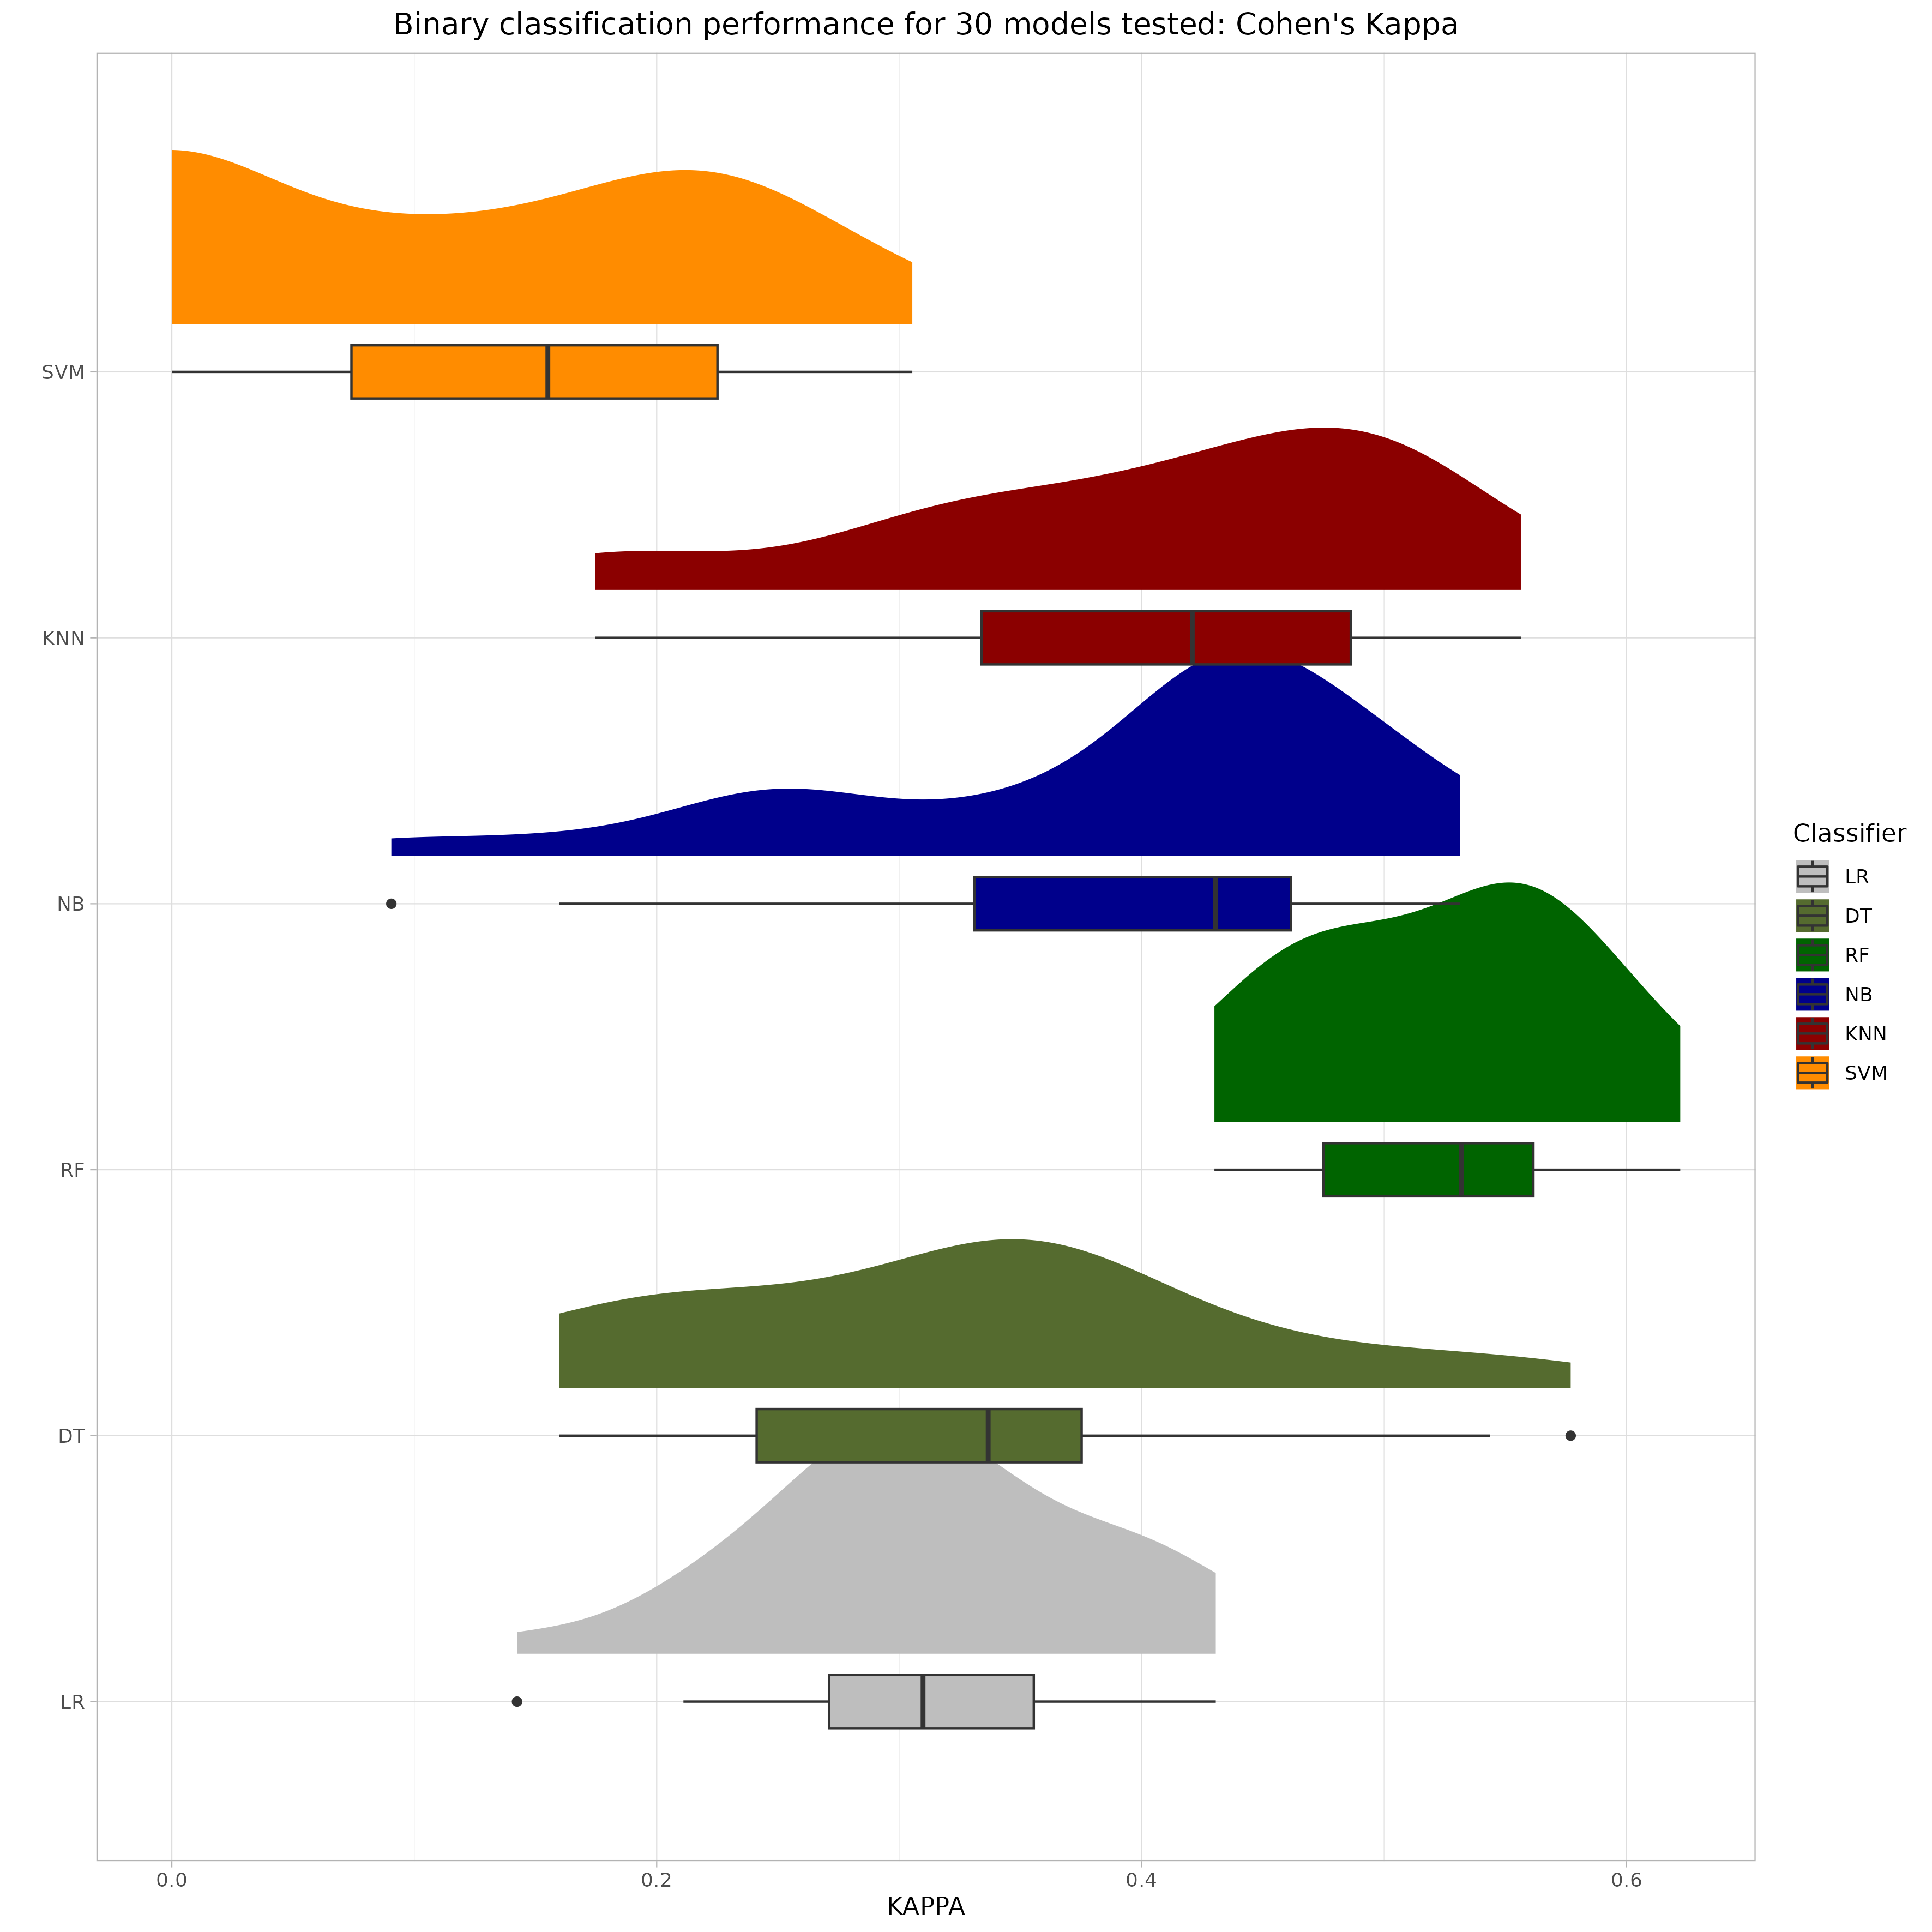 Binary classification performance for 30 models tested: Cohen's Kappa
SVM
KNN
NB
RF
DT
LR
0.0
0.2
0.4
0.6
KAPPA
Classifier
LR
DT
RF
NB
KNN
SVM